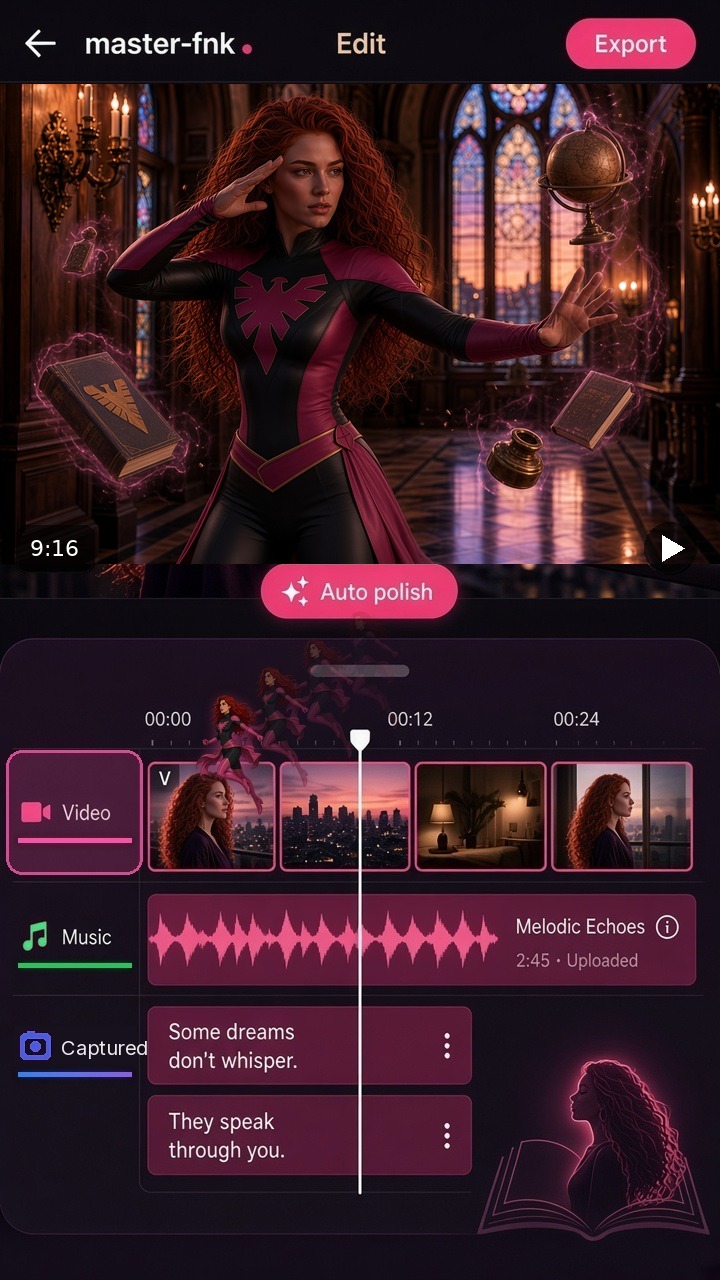 master-fnk
Edit
Export
9:16
Auto polish
00:00
00:12
00:24
Video
V
Music
Melodic Echoes
2:45 • Uploaded
Captured
Some dreams
don't whisper.
They speak
through you.